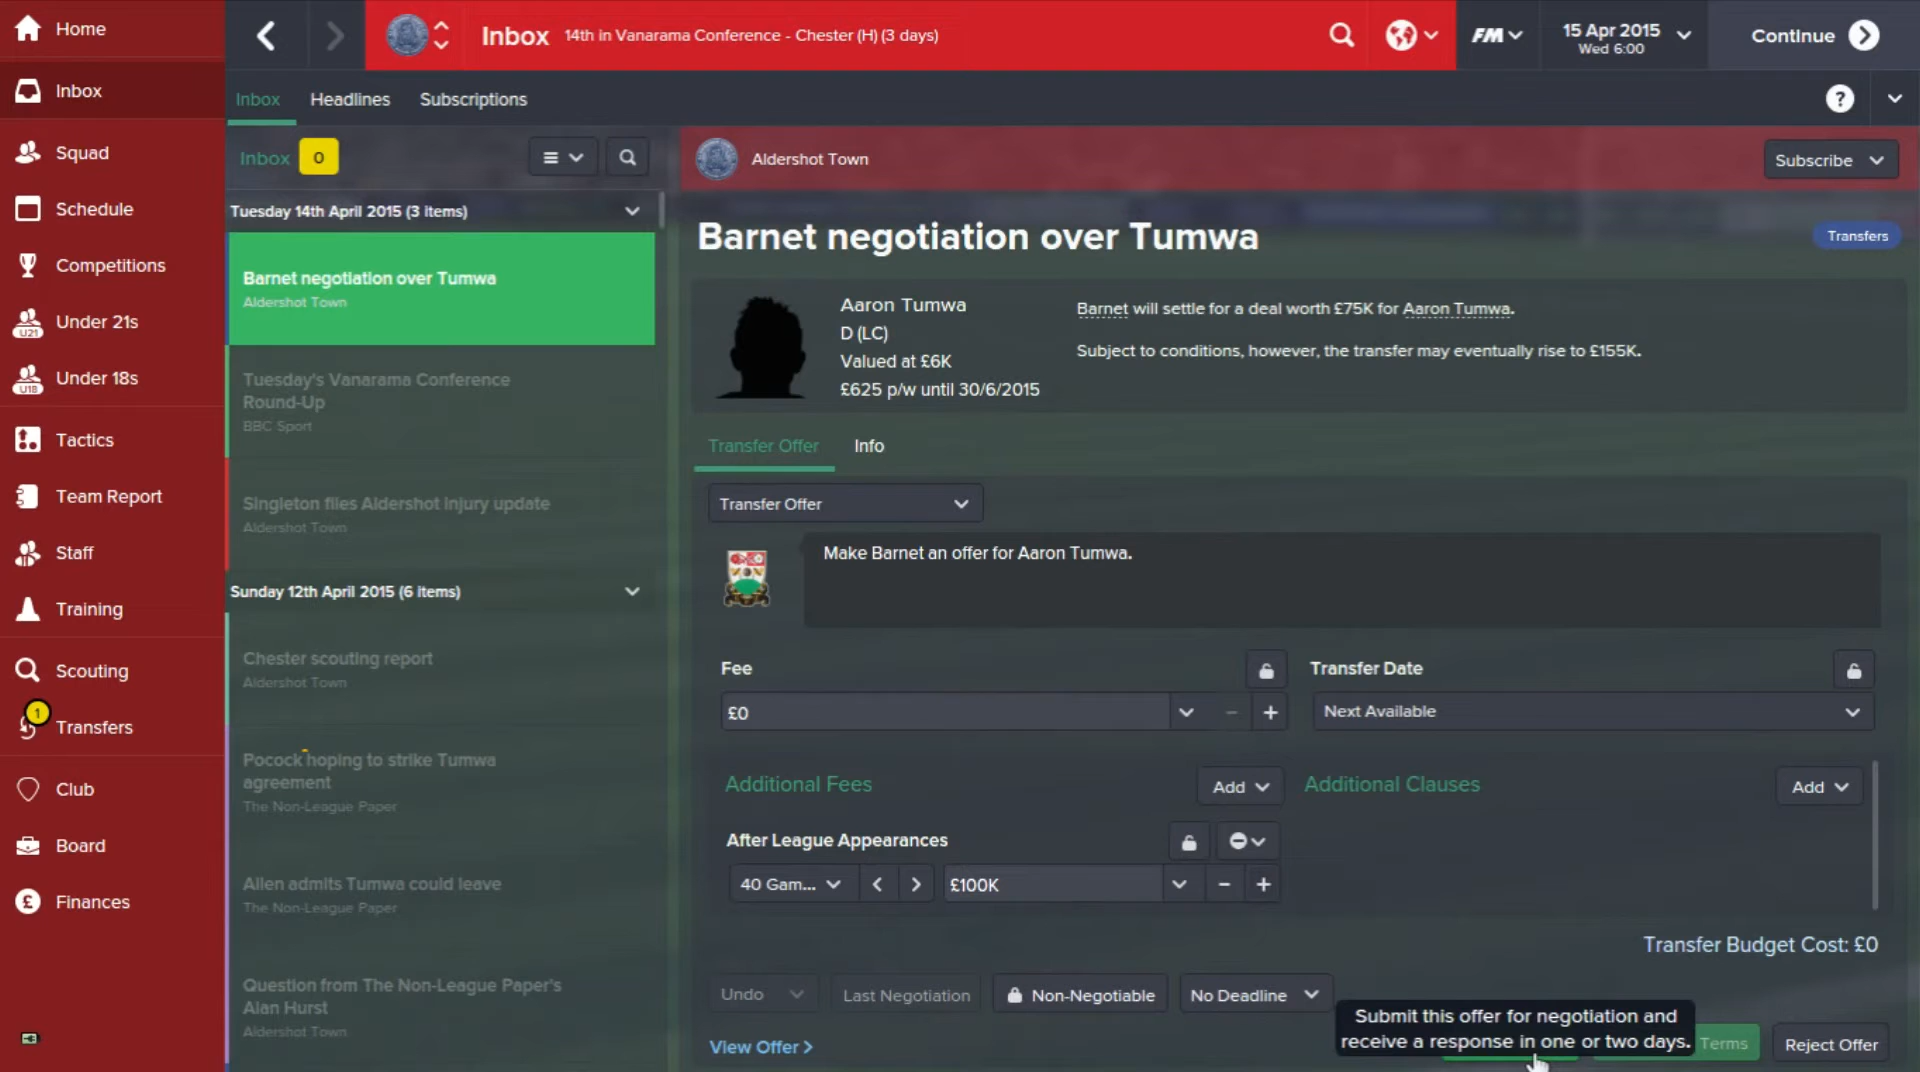 Home
Inbox
Squad
Schedule
Competitions
U21
Under 21s
U18
Under 18s
Tactics
Team Report
Staff
Training
Scouting
1
Transfers
Club
Board
Finances
Inbox 14th in Vanarama Conference - Chester (H) (3 days)
FM
15 Apr 2015
Wed 6:00
Continue
Inbox Headlines Subscriptions
?
Inbox 0
Tuesday 14th April 2015 (3 items)
Barnet negotiation over Tumwa
Aldershot Town
Tuesday's Vanarama Conference
Round-Up
BBC Sport
Singleton files Aldershot injury update
Aldershot Town
Sunday 12th April 2015 (6 items)
Chester scouting report
Aldershot Town
Pocock hoping to strike Tumwa
agreement
The Non-League Paper
Allen admits Tumwa could leave
The Non-League Paper
Question from The Non-League Paper's
Alan Hurst
Aldershot Town
Aldershot Town
Subscribe
Barnet negotiation over Tumwa
Transfers
Aaron Tumwa
D (LC)
Valued at £6K
£625 p/w until 30/6/2015
Barnet will settle for a deal worth £75K for Aaron Tumwa.
Subject to conditions, however, the transfer may eventually rise to £155K.
Transfer Offer Info
Transfer Offer
Make Barnet an offer for Aaron Tumwa.
Fee
£0
Transfer Date
Next Available
Additional Fees
Add
Additional Clauses
Add
After League Appearances
40 Gam...
£100K
Transfer Budget Cost: £0
Undo
Last Negotiation
Non-Negotiable
No Deadline
Submit this offer for negotiation and
receive a response in one or two days.
View Offer >
Terms
Reject Offer